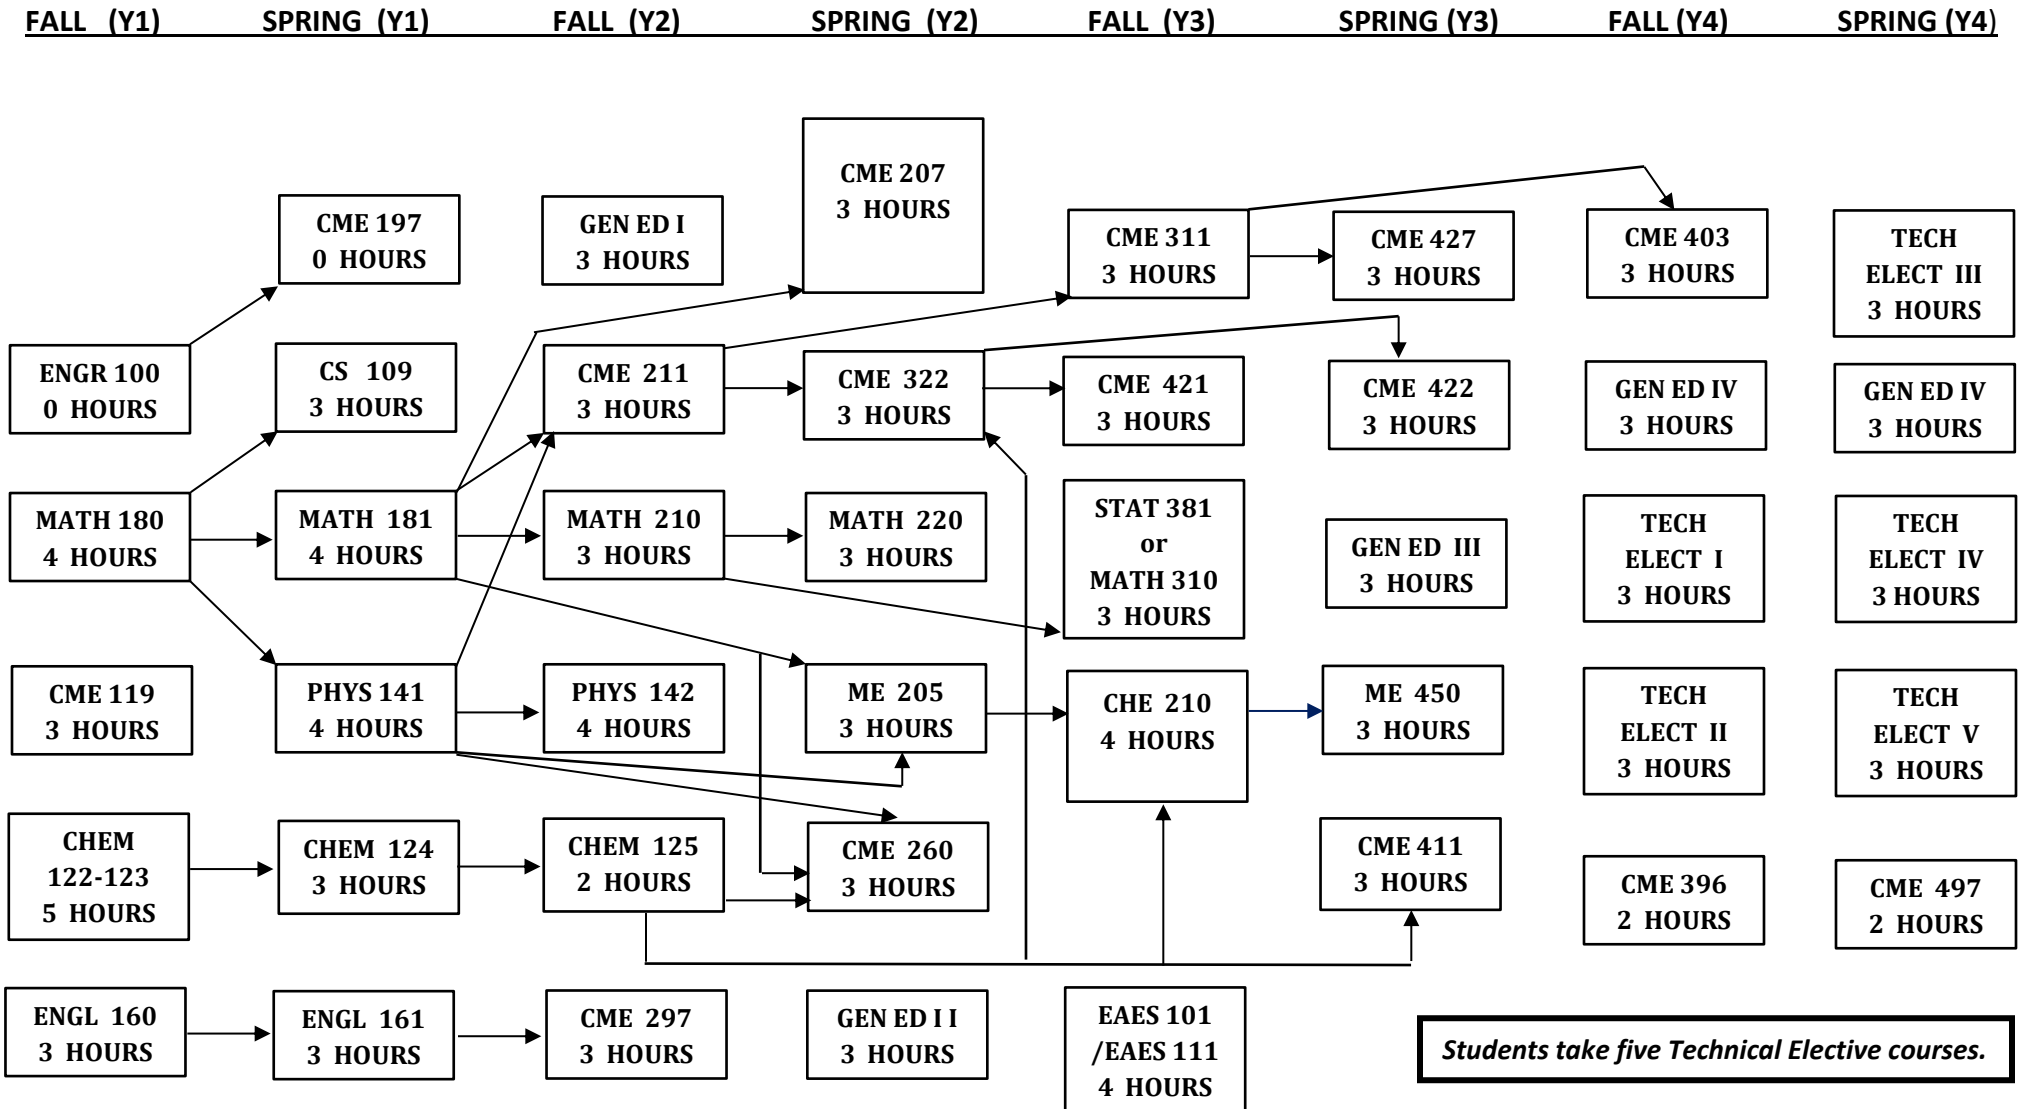 FALL (Y1) SPRING (Y1) FALL (Y2) SPRING (Y2) FALL (Y3) SPRING (Y3) FALL (Y4) SPRING (Y4)
ENGR 100
0 HOURS
MATH 180
4 HOURS
CME 119
3 HOURS
CHEM
122-123
5 HOURS
ENGL 160
3 HOURS
CME 197
0 HOURS
CS 109
3 HOURS
MATH 181
4 HOURS
PHYS 141
4 HOURS
CHEM 124
3 HOURS
ENGL 161
3 HOURS
GEN ED I
3 HOURS
CME 211
3 HOURS
MATH 210
3 HOURS
PHYS 142
4 HOURS
CHEM 125
2 HOURS
CME 297
3 HOURS
CME 207
3 HOURS
CME 322
3 HOURS
MATH 220
3 HOURS
ME 205
3 HOURS
CME 260
3 HOURS
GEN ED I I
3 HOURS
CME 311
3 HOURS
CME 421
3 HOURS
STAT 381
or
MATH 310
3 HOURS
CHE 210
4 HOURS
EAES 101
/EAES 111
4 HOURS
CME 427
3 HOURS
CME 422
3 HOURS
GEN ED III
3 HOURS
ME 450
3 HOURS
CME 411
3 HOURS
CME 403
3 HOURS
GEN ED IV
3 HOURS
TECH
ELECT I
3 HOURS
TECH
ELECT II
3 HOURS
CME 396
2 HOURS
TECH
ELECT III
3 HOURS
GEN ED IV
3 HOURS
TECH
ELECT IV
3 HOURS
TECH
ELECT V
3 HOURS
CME 497
2 HOURS
Students take five Technical Elective courses.